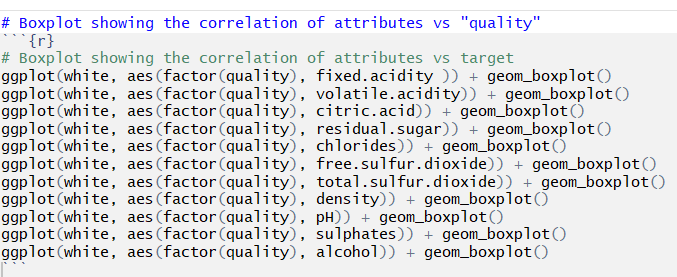 # Boxplot showing the correlation of attributes vs "quality"
```{r}
# Boxplot showing the correlation of attributes vs target
ggplot(white, aes(factor(quality), fixed.acidity )) + geom_boxplot()
ggplot(white, aes(factor(quality), volatile.acidity)) + geom_boxplot()
ggplot(white, aes(factor(quality), citric.acid)) + geom_boxplot()
ggplot(white, aes(factor(quality), residual.sugar)) + geom_boxplot()
ggplot(white, aes(factor(quality), chlorides)) + geom_boxplot()
ggplot(white, aes(factor(quality), free.sulfur.dioxide)) + geom_boxplot()
ggplot(white, aes(factor(quality), total.sulfur.dioxide)) + geom_boxplot()
ggplot(white, aes(factor(quality), density)) + geom_boxplot()
ggplot(white, aes(factor(quality), pH)) + geom_boxplot()
ggplot(white, aes(factor(quality), sulphates)) + geom_boxplot()
ggplot(white, aes(factor(quality), alcohol)) + geom_boxplot()
```